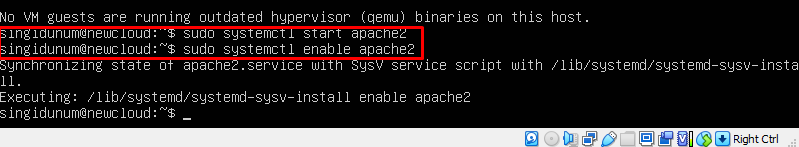 No VM guests are running outdated hypervisor (qemu) binaries on this host.
singidunum@newcloud:~$ sudo systemctl start apache2
singidunum@newcloud:~$ sudo systemctl enable apache2
Synchronizing state of apache2.service with SysV service script with /lib/systemd/systemd-sysv-insta
ll.
Executing: /lib/systemd/systemd-sysv-install enable apache2
singidunum@newcloud:~$ _
Right Ctrl